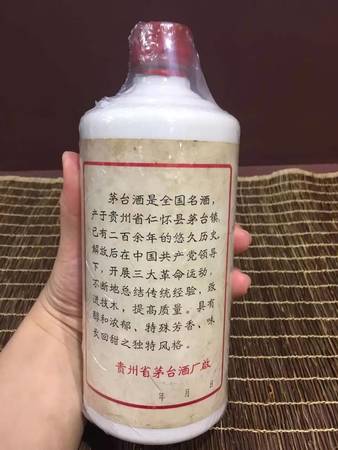 茅台酒是全国名酒，
产于贵州省仁怀县茅台镇，
已有二百余年的悠久历史，
解放后在中国共产党领导
下，开展三大革命运动，
不断地总结传统经验，改
进技术，提高质量。具有
醇和浓郁、特殊芳香、味
长回甜之独特风格。
贵州省茅台酒厂啟
年 月 日